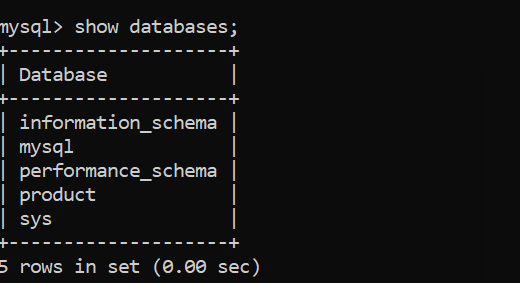 mysql> show databases;
+--------------------+
| Database           |
+--------------------+
| information_schema |
| mysql              |
| performance_schema |
| product            |
| sys                |
+--------------------+
5 rows in set (0.00 sec)